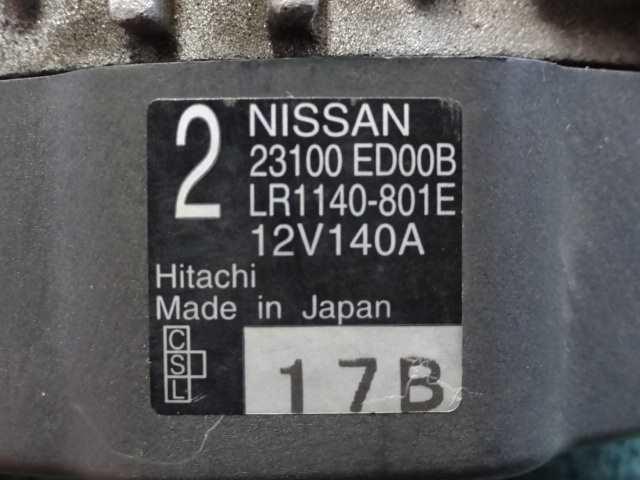 2
NISSAN
23100 ED00B
LR1140-801E
12V140A
Hitachi
Made in Japan
C
S
L
17B